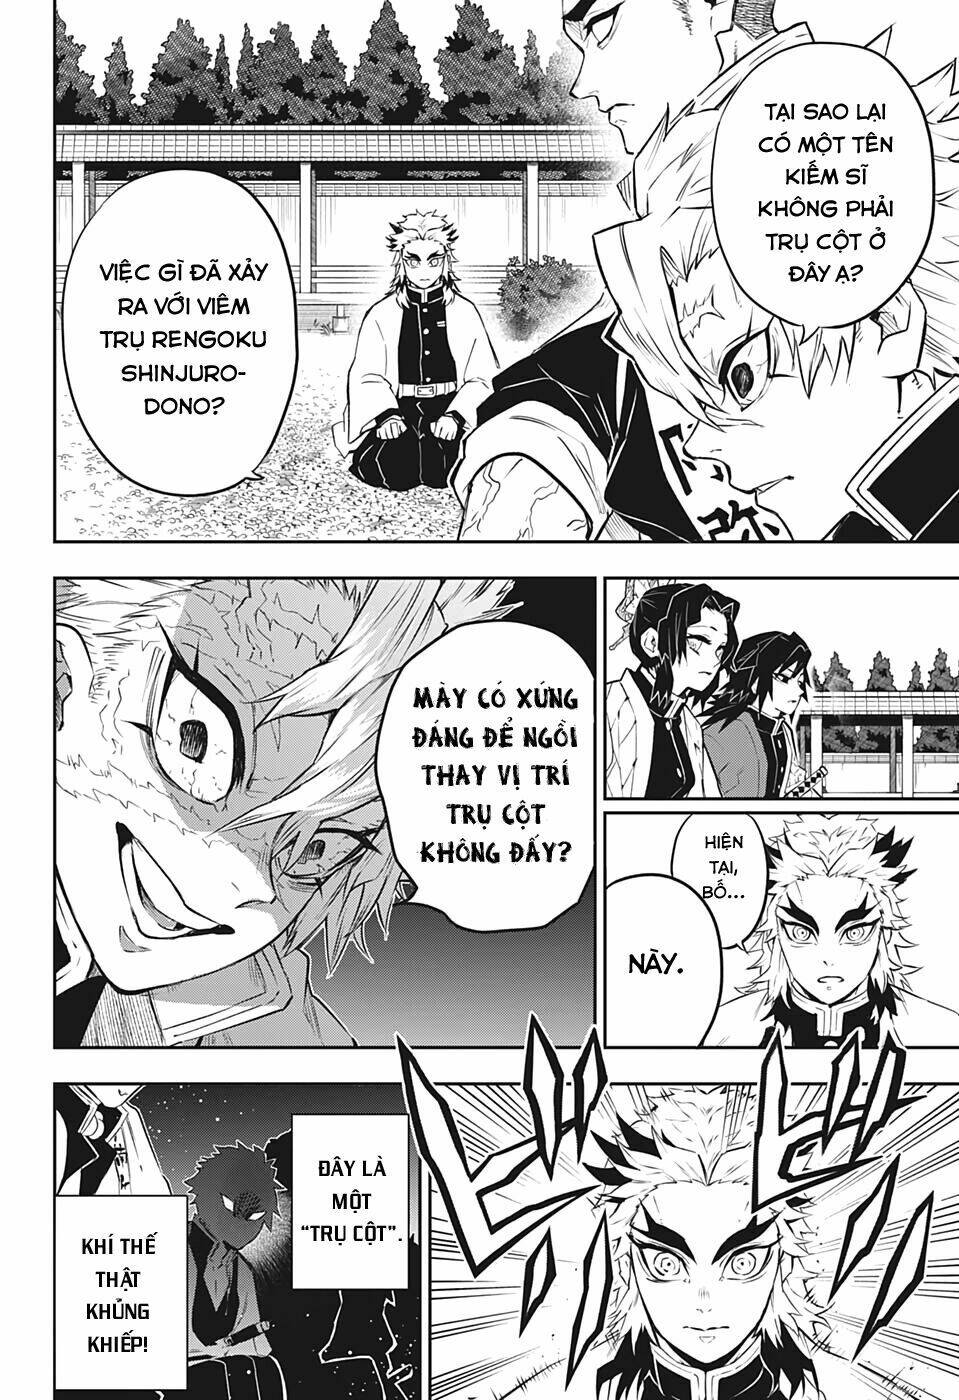 TẠI SAO LẠI
CÓ MỘT TÊN
KIẾM SĨ
KHÔNG PHẢI
TRỤ CỘT Ở
ĐÂY Ạ?
VIỆC GÌ ĐÃ XẢY
RA VỚI VIÊM
TRỤ RENGOKU
SHINJURO-
DONO?
MÀY CÓ XỨNG
ĐÁNG ĐỂ NGỒI
THAY VỊ TRÍ
TRỤ CỘT
KHÔNG ĐẤY?
HIỆN
TẠI,
BỐ...
NÀY.
ビビ
ĐÂY LÀ
MỘT
“TRỤ CỘT”.
KHÍ THẾ
THẬT
KHỦNG
KHIẾP!